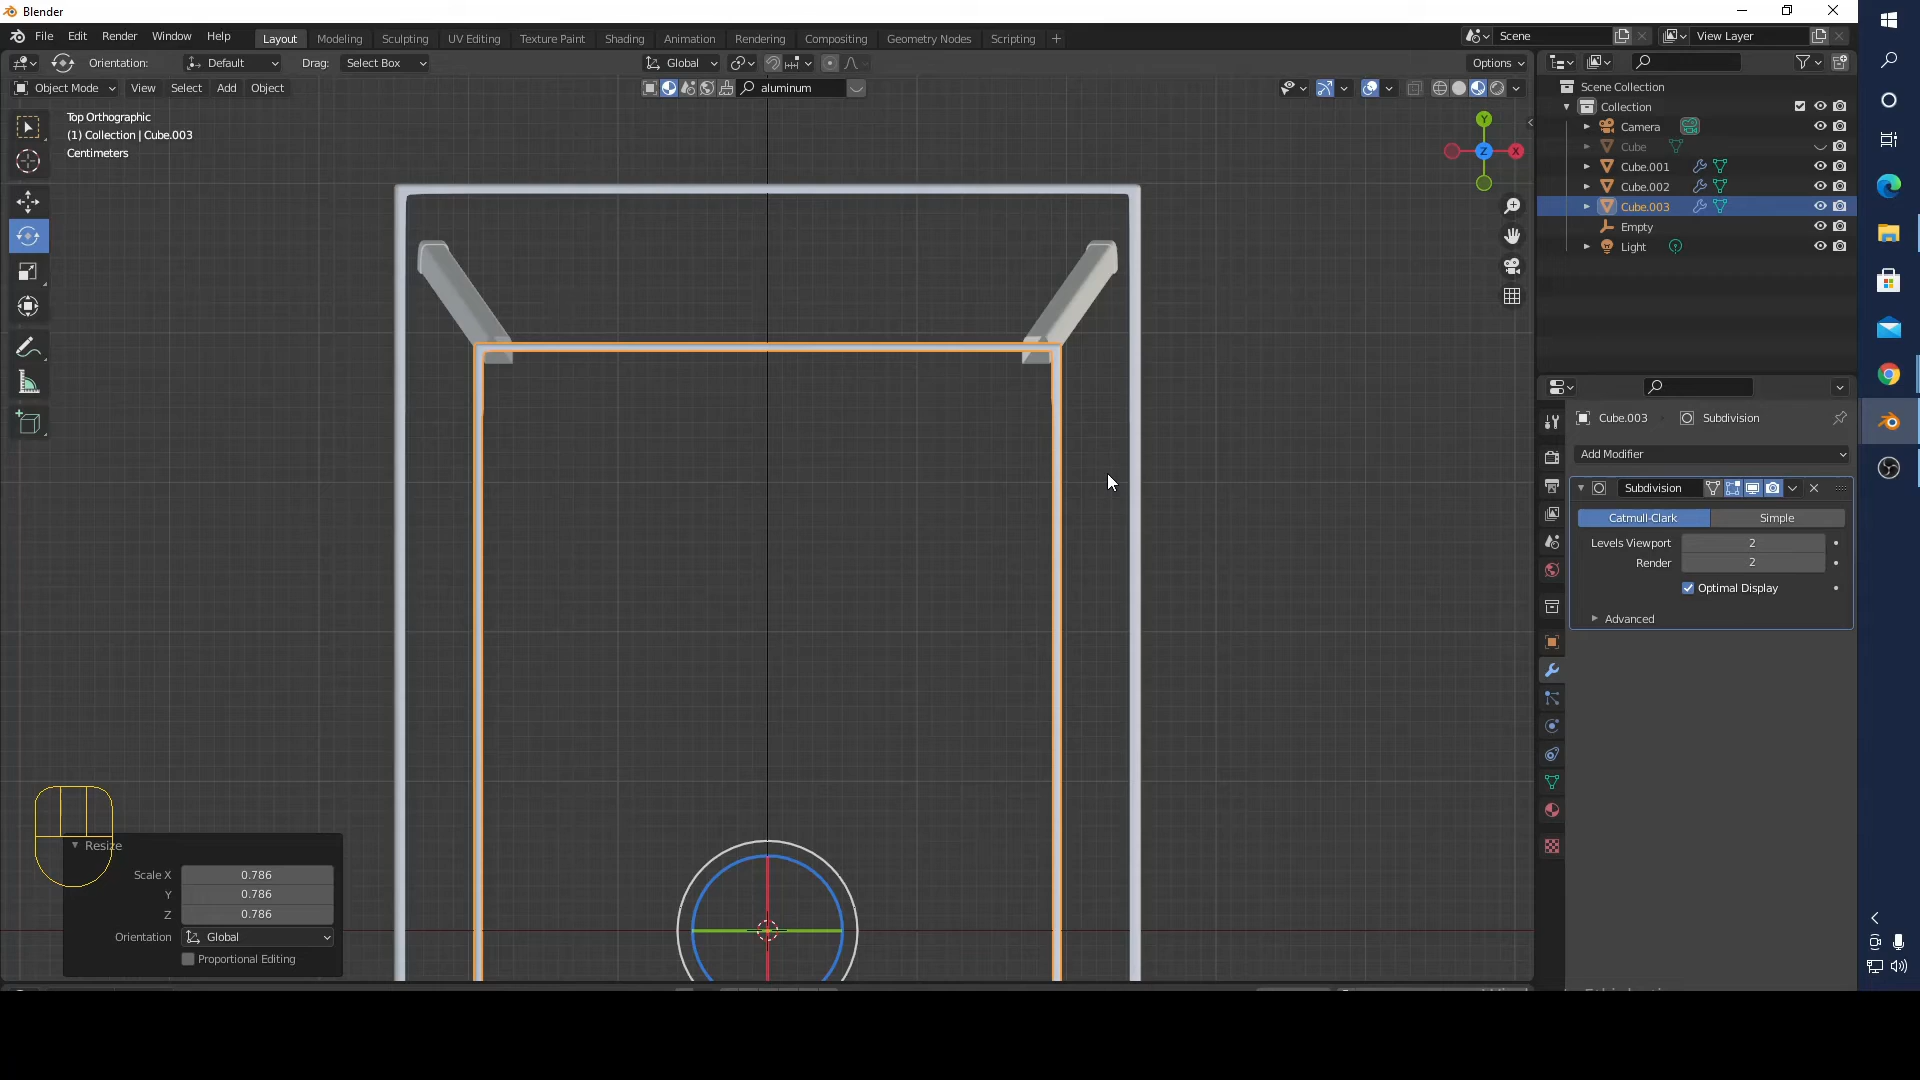 Blender
File Edit Render Window Help Layout Modeling Sculpting UV Editing Texture Paint Shading Animation Rendering Compositing Geometry Nodes Scripting + Scene View Layer
Orientation: Default Drag: Select Box Global Options
Object Mode View Select Add Object aluminum
Top Orthographic
(1) Collection | Cube.003
Centimeters
Y
X
Z
Scene Collection
Collection
Camera
Cube
Cube.001
Cube.002
Cube.003
Empty
Light
Cube.003 Subdivision
Add Modifier
Subdivision
Catmull-Clark Simple
Levels Viewport 2
Render 2
Optimal Display
Advanced
Resize
Scale X 0.786
Y 0.786
Z 0.786
Orientation Global
Proportional Editing